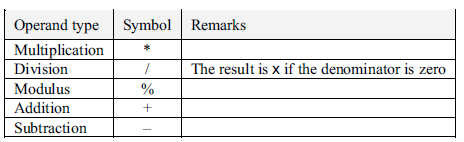 Operand type Symbol Remarks
Multiplication *
Division / The result is x if the denominator is zero
Modulus %
Addition +
Subtraction –